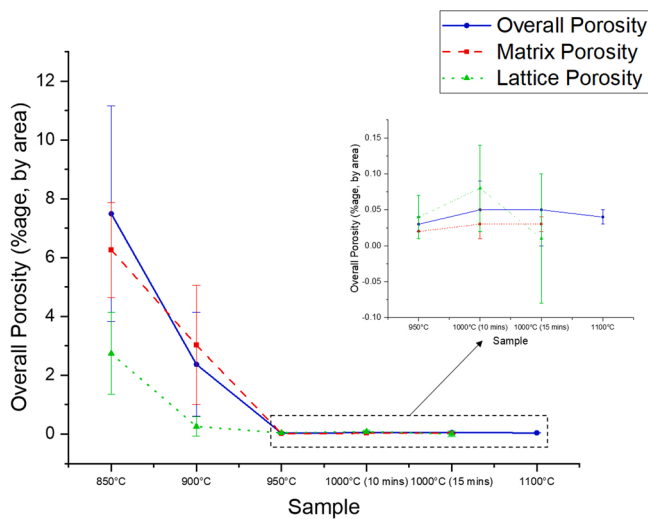 Overall Porosity
Matrix Porosity
Lattice Porosity
Overall Porosity (%age, by area)
12
10
8
6
4
2
0
850°C
900°C
950°C
1000°C (10 mins)
1000°C (15 mins)
1100°C
Sample
Overall Porosity (%age, by area)
0.15
0.10
0.05
0.00
-0.05
-0.10
950°C
1000°C (10 mins)
1000°C (15 mins)
1100°C
Sample